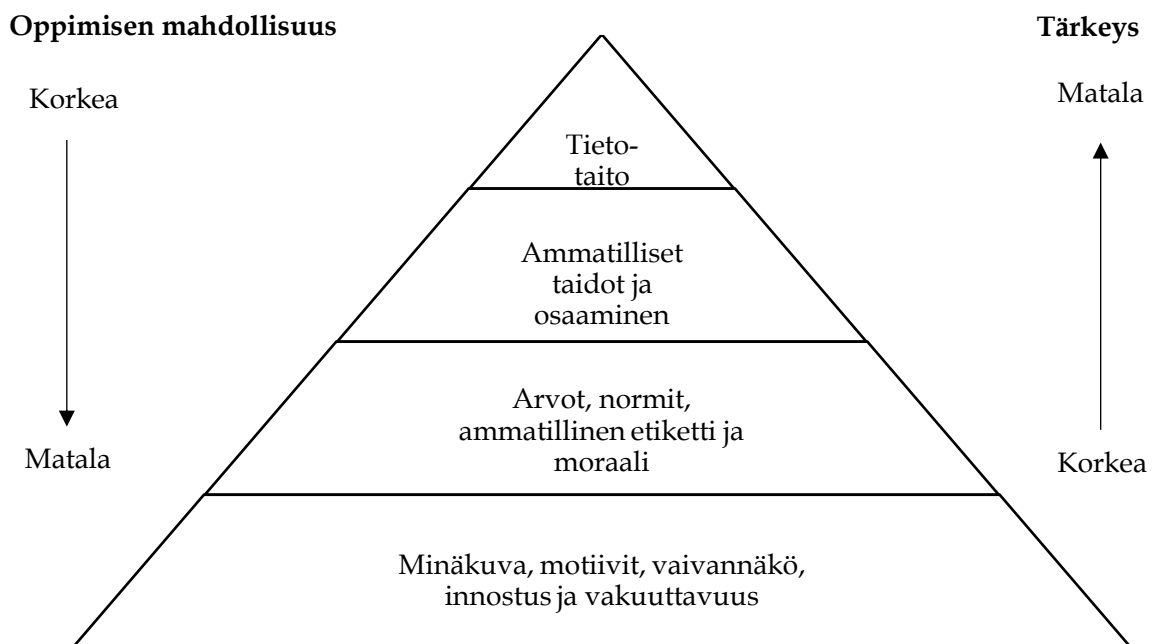 Oppimisen mahdollisuus
Tärkeys
Korkea
Matala
Tieto-
taito
Ammatilliset
taidot ja
osaaminen
Arvot, normit,
ammatillinen etiketti ja
moraali
Matala
Korkea
Minäkuva, motiivit, vaivannäkö,
innostus ja vakuuttavuus